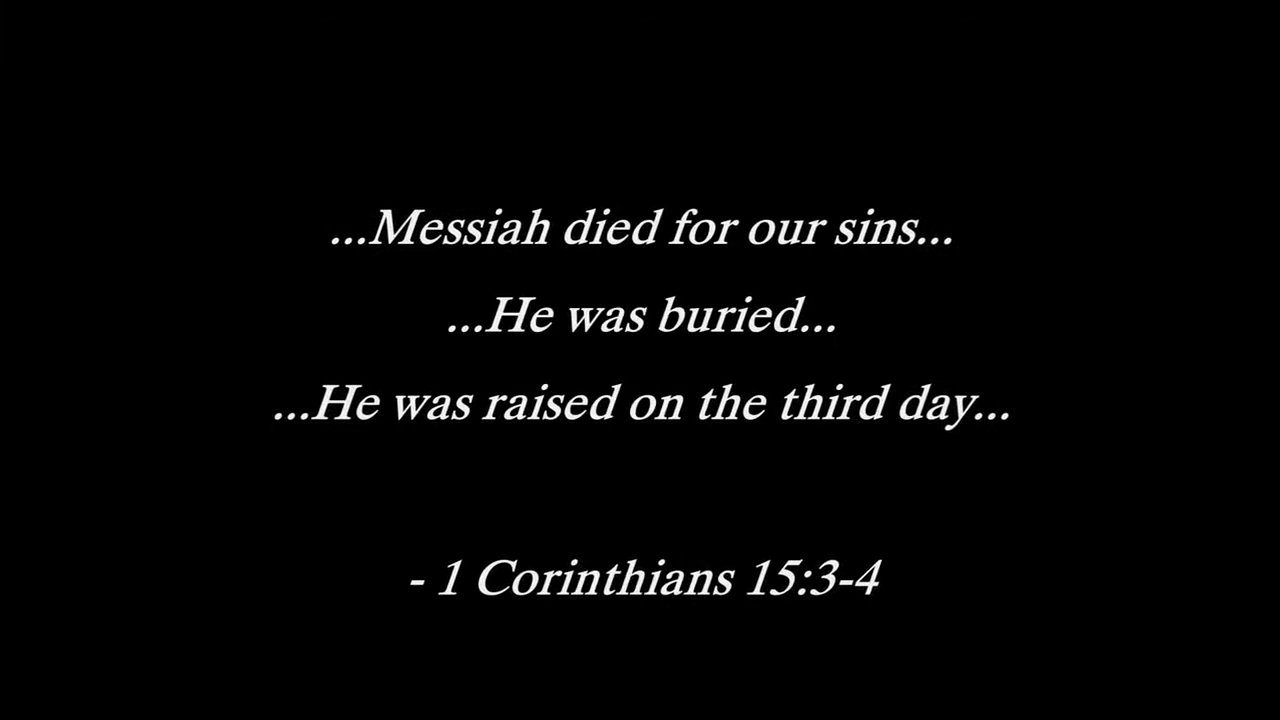 ...Messiah died for our sins...
...He was buried...
...He was raised on the third day...
- 1 Corinthians 15:3-4